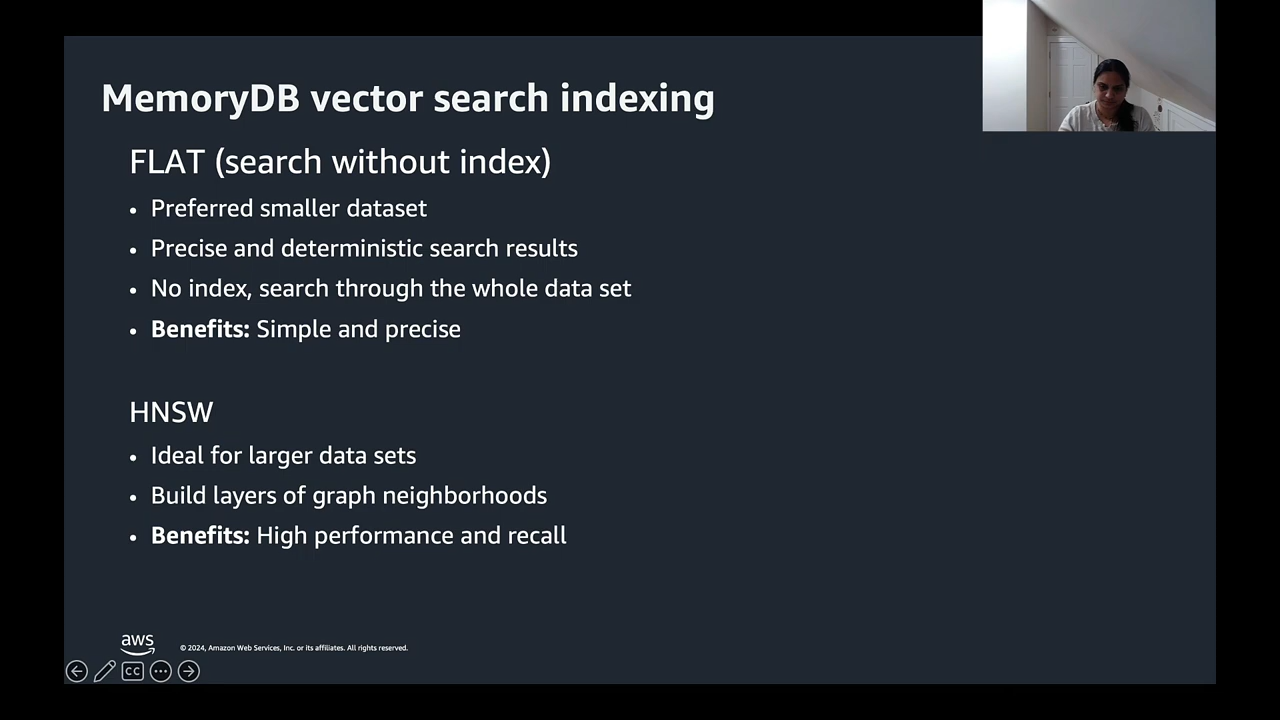 MemoryDB vector search indexing
FLAT (search without index)
• Preferred smaller dataset
• Precise and deterministic search results
• No index, search through the whole data set
• Benefits: Simple and precise
HNSW
• Ideal for larger data sets
• Build layers of graph neighborhoods
• Benefits: High performance and recall
aws
© 2024, Amazon Web Services, Inc. or its affiliates. All rights reserved.
CC